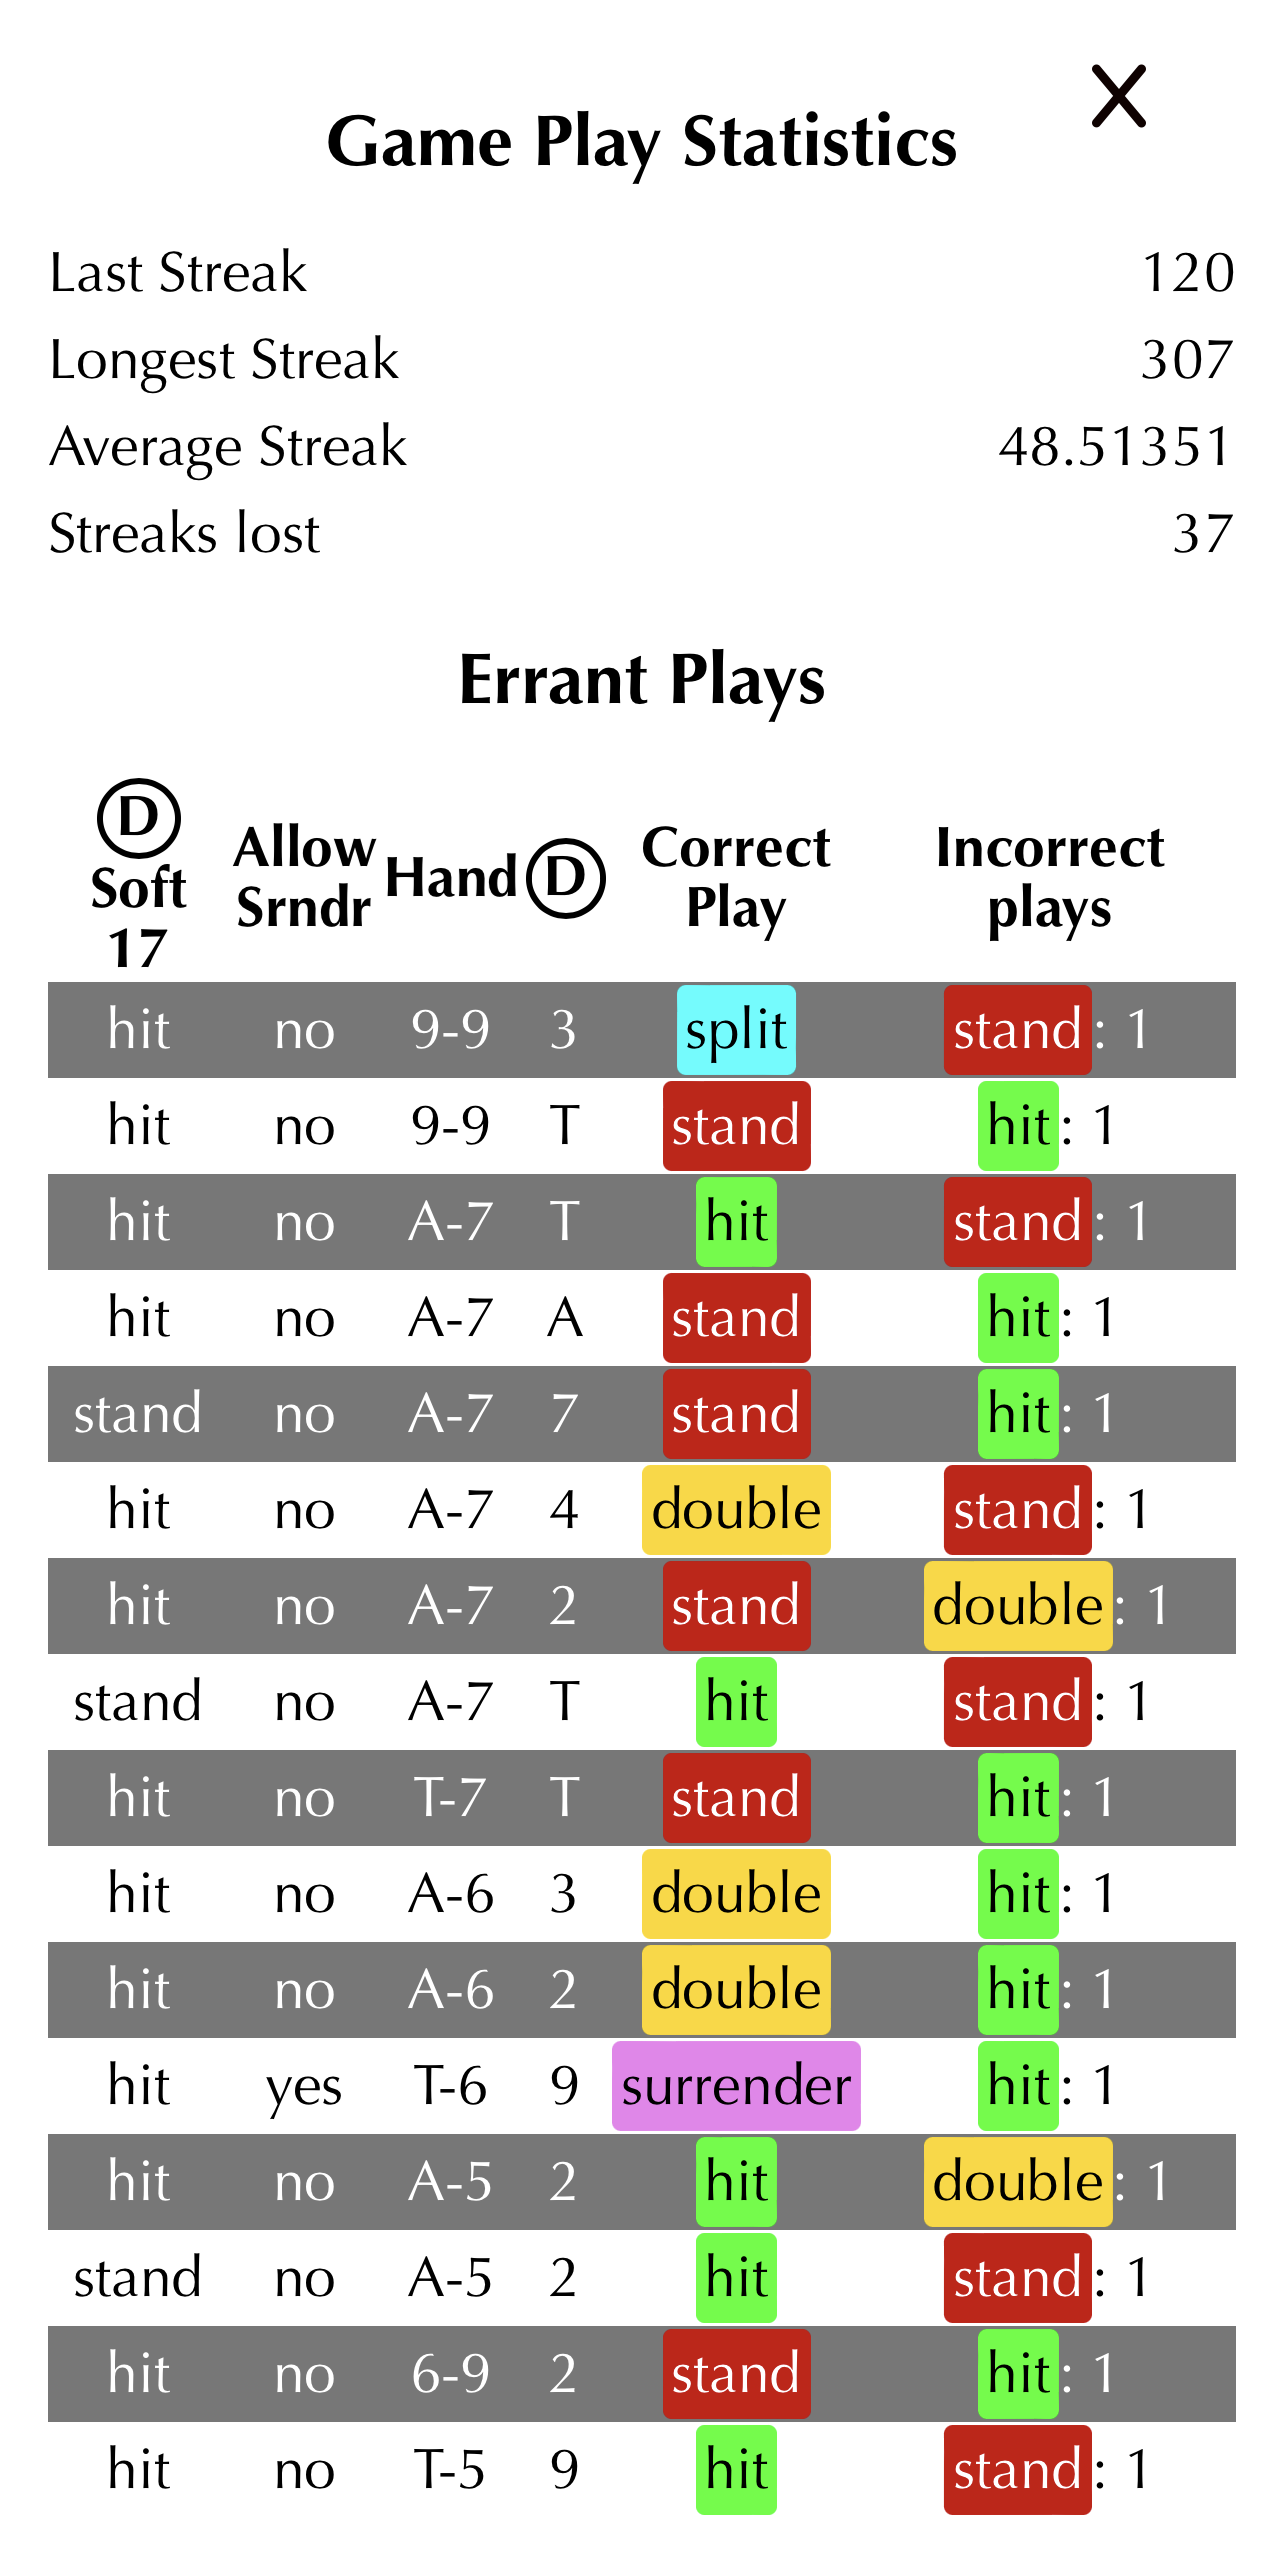 X
Game Play Statistics
Last Streak 120
Longest Streak 307
Average Streak 48.51351
Streaks lost 37
Errant Plays
D Soft 17 Allow Srndr Hand D Correct Play Incorrect plays
hit no 9-9 3 split stand: 1
hit no 9-9 T stand hit: 1
hit no A-7 T hit stand: 1
hit no A-7 A stand hit: 1
stand no A-7 7 stand hit: 1
hit no A-7 4 double stand: 1
hit no A-7 2 stand double: 1
stand no A-7 T hit stand: 1
hit no T-7 T stand hit: 1
hit no A-6 3 double hit: 1
hit no A-6 2 double hit: 1
hit yes T-6 9 surrender hit: 1
hit no A-5 2 hit double: 1
stand no A-5 2 hit stand: 1
hit no 6-9 2 stand hit: 1
hit no T-5 9 hit stand: 1